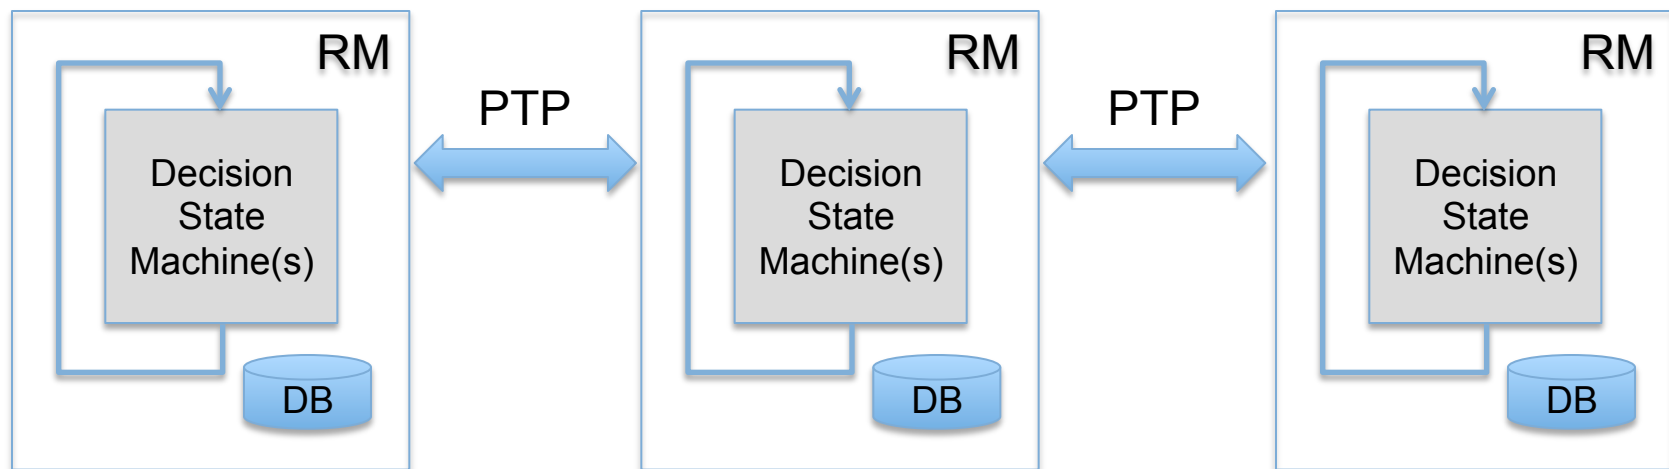 RM
Decision
State
Machine(s)
DB
PTP
RM
Decision
State
Machine(s)
DB
PTP
RM
Decision
State
Machine(s)
DB